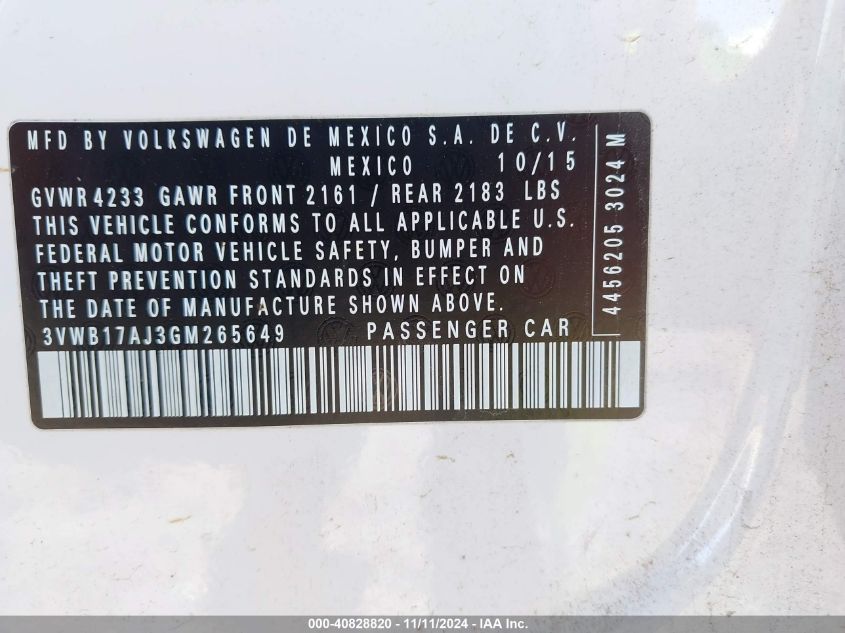 MFD BY VOLKSWAGEN DE MEXICO S.A. DE C.V.
MEXICO 10/15
GVWR 4233 GAWR FRONT 2161 / REAR 2183 LBS
THIS VEHICLE CONFORMS TO ALL APPLICABLE U.S.
FEDERAL MOTOR VEHICLE SAFETY, BUMPER AND
THEFT PREVENTION STANDARDS IN EFFECT ON
THE DATE OF MANUFACTURE SHOWN ABOVE.
3VWB17AJ3GM265649 PASSENGER CAR
4456205 3024 M
000-40828820 - 11/11/2024 - IAA Inc.